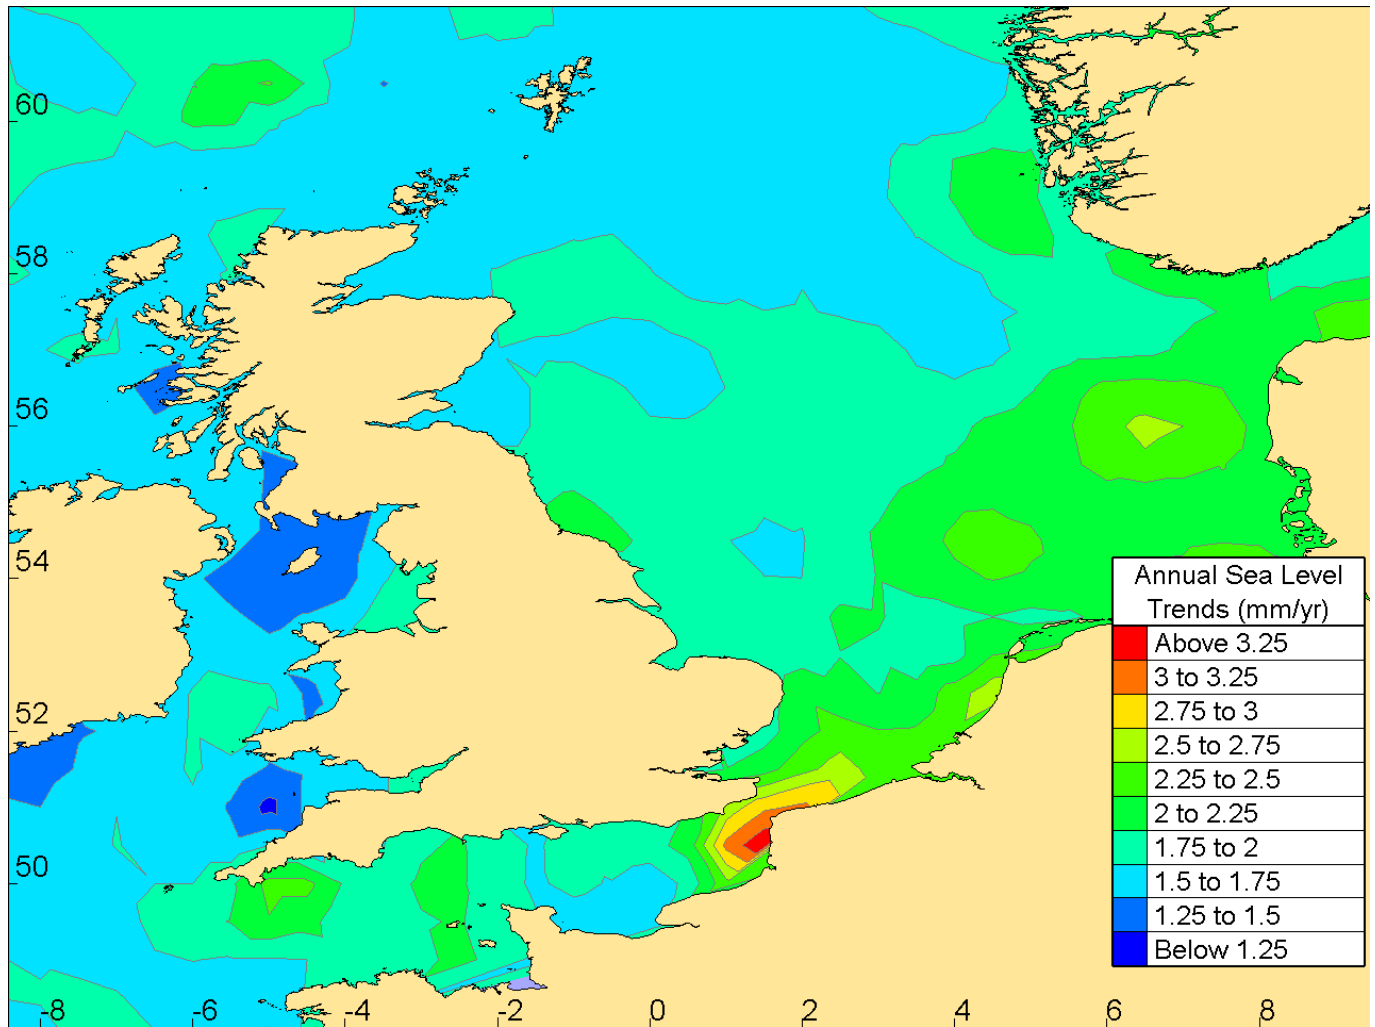 60
58
56
54
52
50
-8
-6
-4
-2
0
2
4
6
8
Annual Sea Level
Trends (mm/yr)
Above 3.25
3 to 3.25
2.75 to 3
2.5 to 2.75
2.25 to 2.5
2 to 2.25
1.75 to 2
1.5 to 1.75
1.25 to 1.5
Below 1.25